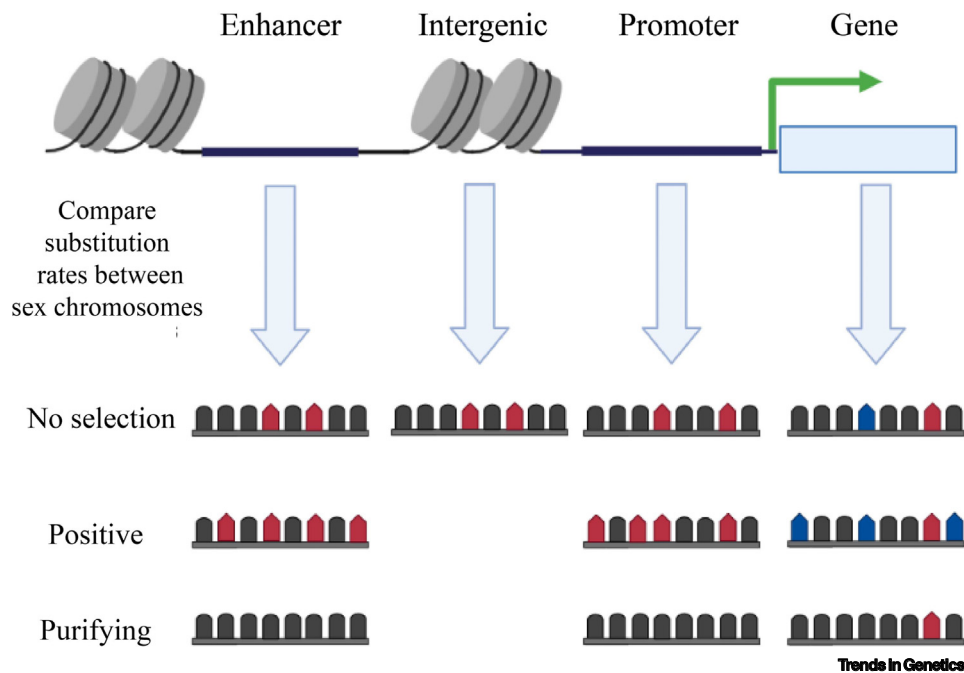 Enhancer Intergenic Promoter Gene
Compare
substitution
rates between
sex chromosomes
No selection
Positive
Purifying
Trends in Genetics